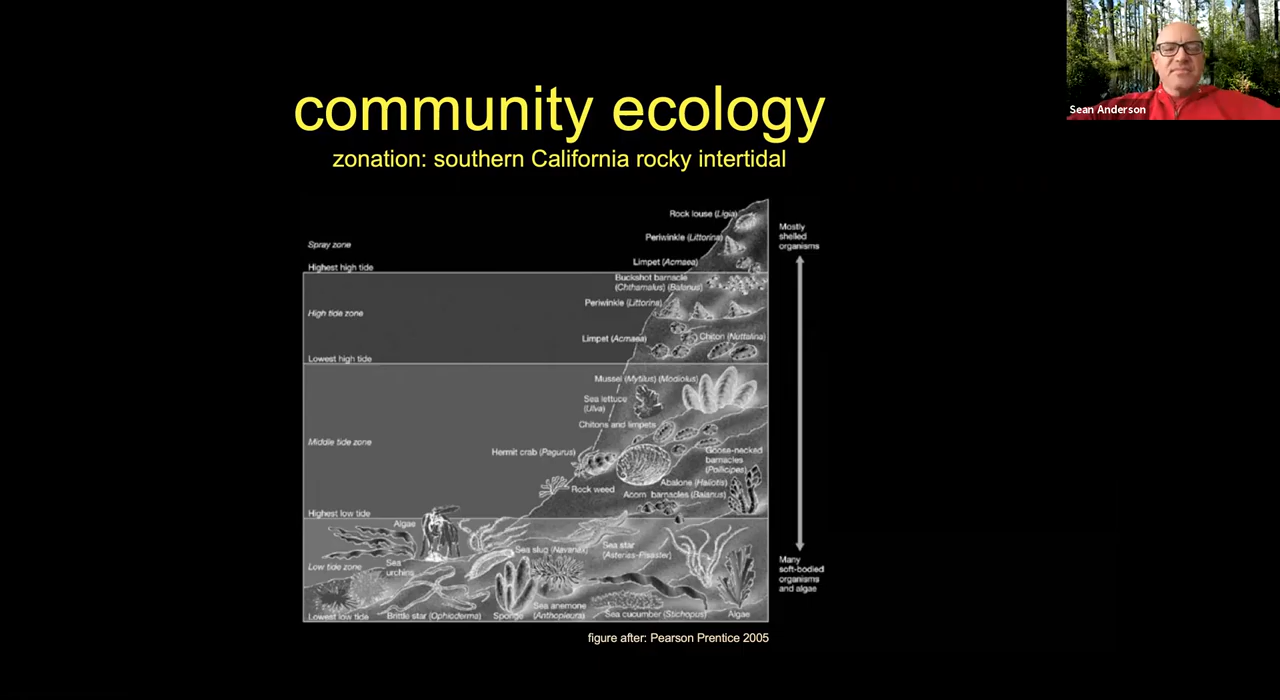 Sean Anderson
community ecology
zonation: southern California rocky intertidal
Rock louse (Ligia)
Mostly
shelled
organisms
Periwinkle (Littorina)
Spray zone
Limpet (Acmaea)
Highest high tide
Buckshot barnacle
(Chthamalus) (Balanus)
Periwinkle (Littorina)
High tide zone
Limpet (Acmaea)
Chiton (Nuttalina)
Lowest high tide
Mussel (Mytilus) (Modiolus)
Sea lettuce
(Ulva)
Chitons and limpets
Middle tide zone
Hermit crab (Pagurus)
Goose-necked
barnacles
(Pollicipes)
Abalone (Haliotis)
Rock weed
Acorn barnacles (Balanus)
Highest low tide
Algae
Sea slug (Navanax)
Sea star
(Asterias-Pisaster)
Many
soft-bodied
organisms
and algae
Low tide zone
Sea
urchins
Sea anemone
(Anthopleura)
Lowest low tide
Brittle star (Ophioderma)
Sponge
Sea cucumber (Stichopus)
Algae
figure after: Pearson Prentice 2005